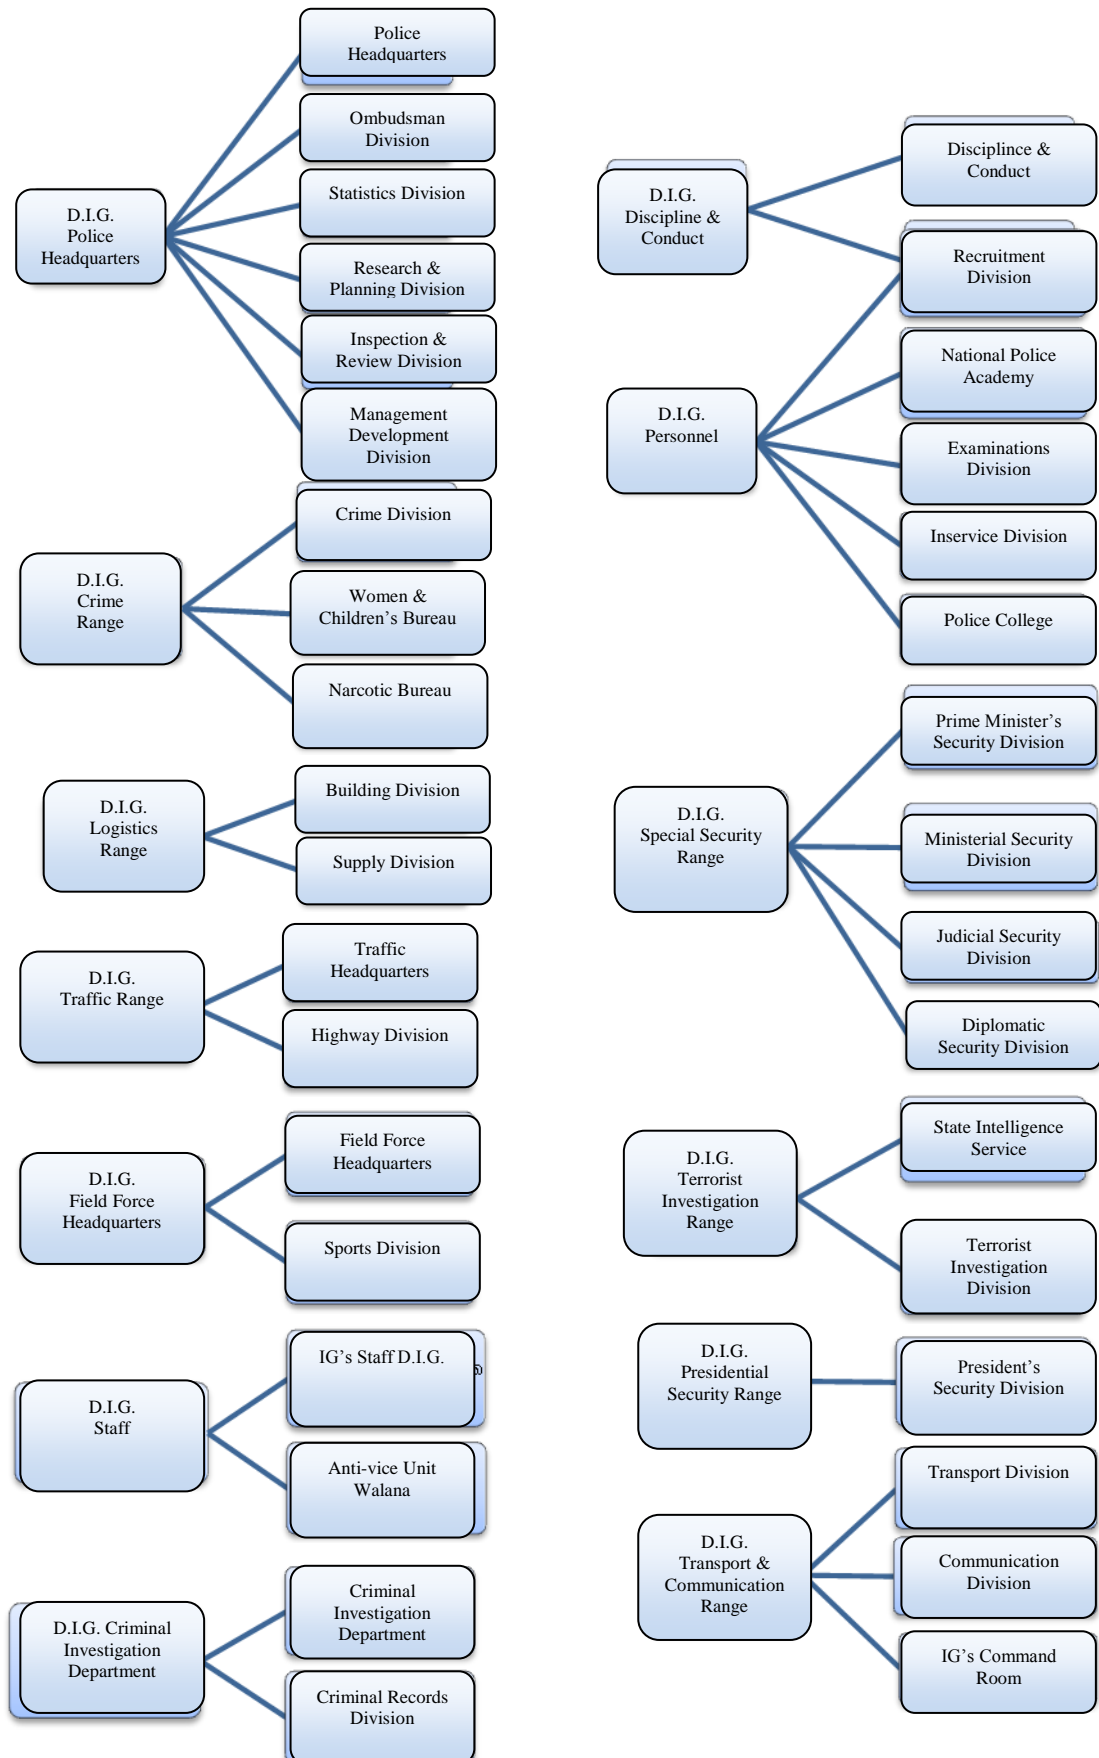 D.I.G.
Police
Headquarters
Police
Headquarters
Ombudsman
Division
Statistics Division
Research &
Planning Division
Inspection &
Review Division
Management
Development
Division
D.I.G.
Crime
Range
Crime Division
Women &
Children's Bureau
Narcotic Bureau
D.I.G.
Logistics
Range
Building Division
Supply Division
D.I.G.
Traffic Range
Traffic
Headquarters
Highway Division
D.I.G.
Field Force
Headquarters
Field Force
Headquarters
Sports Division
D.I.G.
Staff
IG's Staff D.I.G.
Anti-vice Unit
Walana
D.I.G. Criminal
Investigation
Department
Criminal
Investigation
Department
Criminal Records
Division
D.I.G.
Discipline &
Conduct
Disciplince &
Conduct
Recruitment
Division
D.I.G.
Personnel
National Police
Academy
Examinations
Division
Inservice Division
Police College
D.I.G.
Special Security
Range
Prime Minister's
Security Division
Ministerial Security
Division
Judicial Security
Division
Diplomatic
Security Division
D.I.G.
Terrorist
Investigation
Range
State Intelligence
Service
Terrorist
Investigation
Division
D.I.G.
Presidential
Security Range
President's
Security Division
D.I.G.
Transport &
Communication
Range
Transport Division
Communication
Division
IG's Command
Room